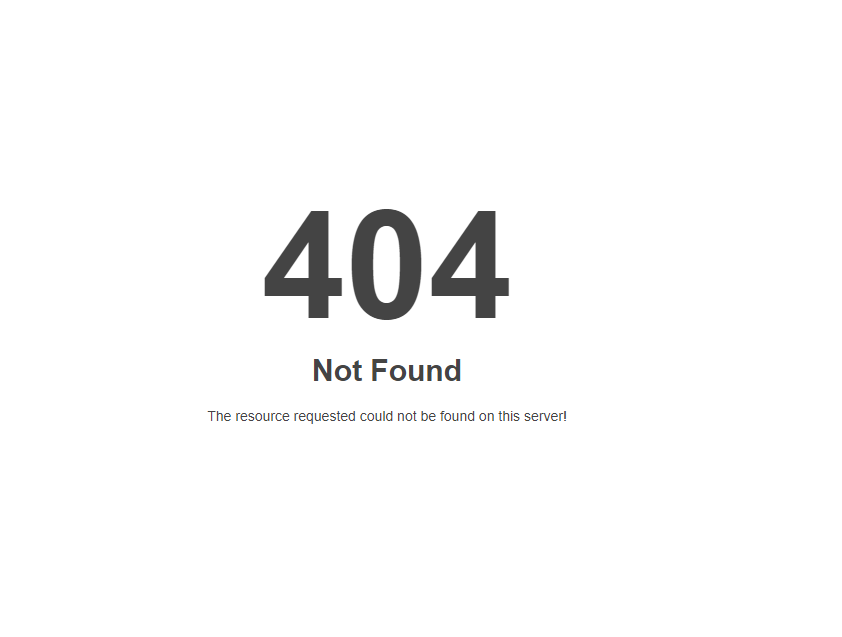 404
Not Found
The resource requested could not be found on this server!